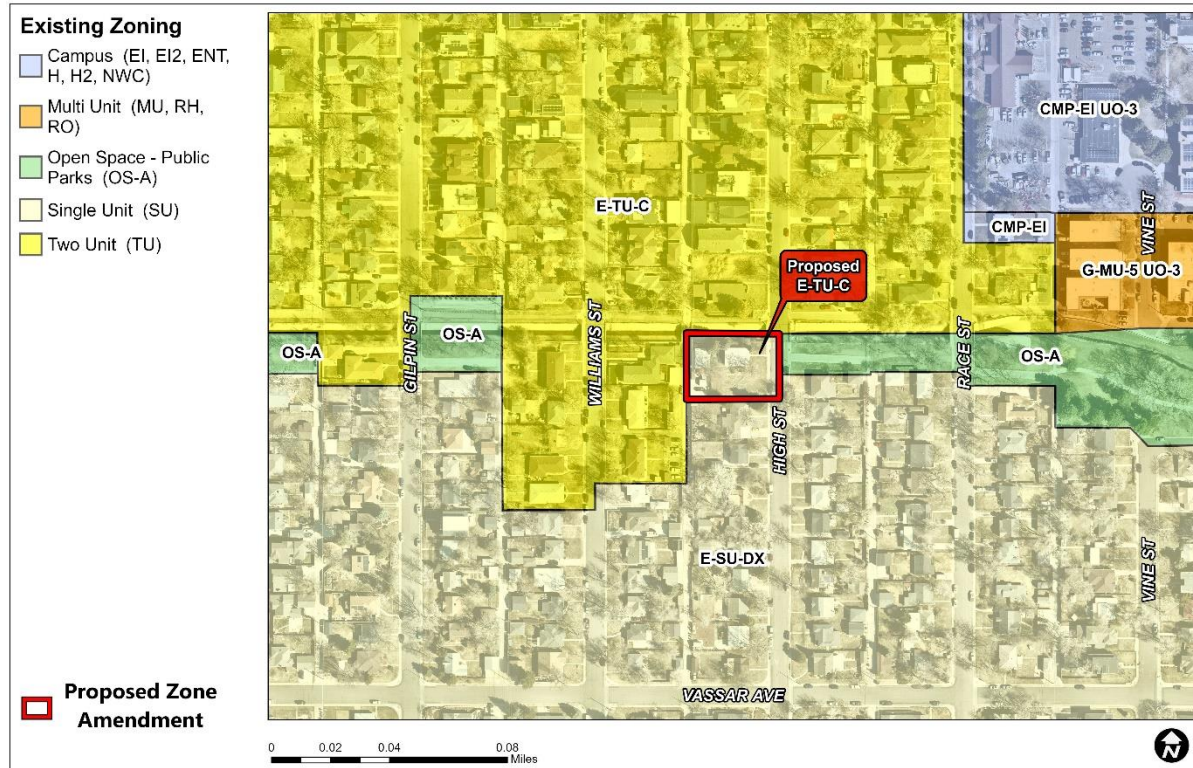 Existing Zoning
Campus (EI, EI2, ENT,
H, H2, NWC)
Multi Unit (MU, RH,
RO)
Open Space - Public
Parks (OS-A)
Single Unit (SU)
Two Unit (TU)
Proposed Zone
Amendment
CMP-EI UO-3
E-TU-C
VINE ST
CMP-EI
G-MU-5 UO-3
Proposed
E-TU-C
OS-A
GILPIN ST
OS-A
WILLIAMS ST
OS-A
RACE ST
HIGH ST
E-SU-DX
VINE ST
VASSAR AVE
0 0.02 0.04 0.08
Miles
N